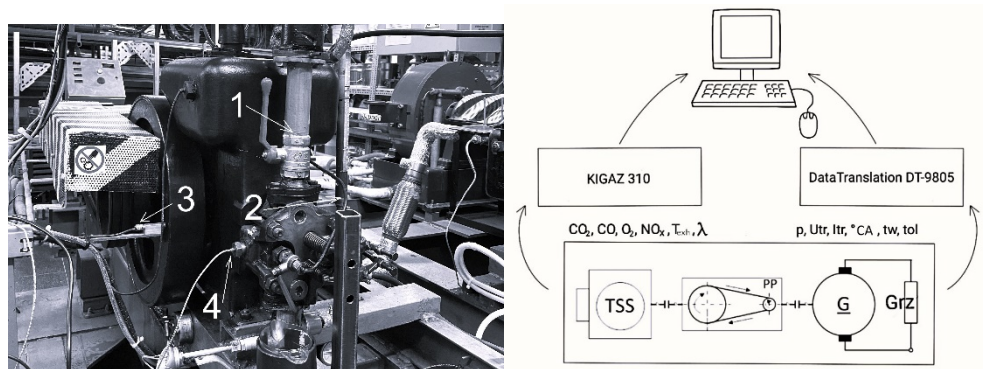 1
2
3
4
KIGAZ 310
DataTranslation DT-9805
CO₂, CO, O₂, NOₓ, Tₑₓₕ, λ
p, Utr, Itr, °CA , tw, tol
TSS
PP
G
Grz